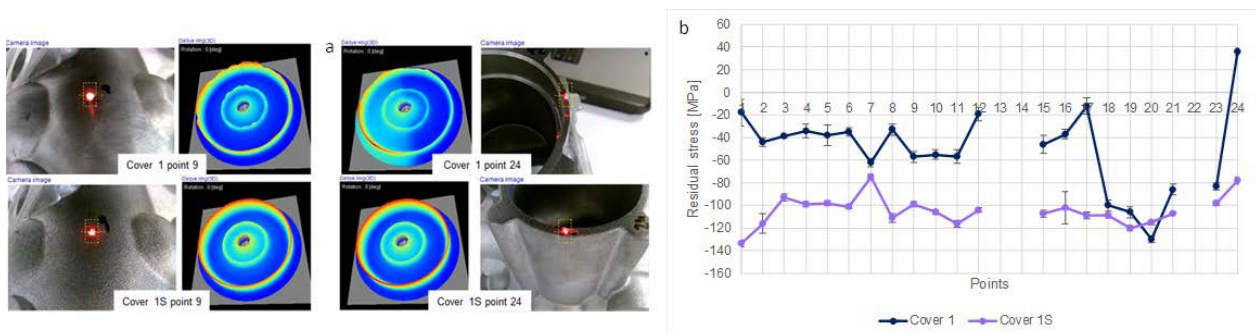 a
Camera image
Debye ring(3D)
Rotation : 0 [deg]
Cover 1 point 9
Debye ring(3D)
Rotation : 0 [deg]
Camera image
Cover 1 point 24
Camera image
Debye ring(3D)
Rotation : 0 [deg]
Cover 1S point 9
Debye ring(3D)
Rotation : 0 [deg]
Camera image
Cover 1S point 24
b
60
40
20
0
-20
-40
-60
-80
-100
-120
-140
-160
Residual stress [MPa]
1 2 3 4 5 6 7 8 9 10 11 12 13 14 15 16 17 18 19 20 21 22 23 24
Points
Cover 1
Cover 1S